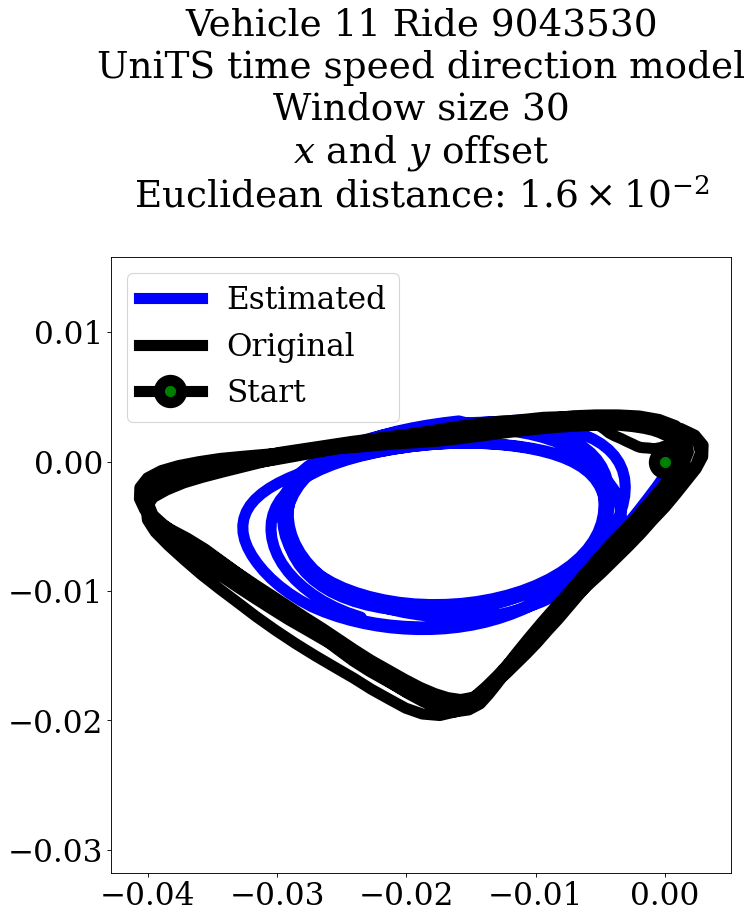 Vehicle 11 Ride 9043530
UniTS time speed direction model
Window size 30
x and y offset
Euclidean distance: 1.6 × 10⁻²
Estimated
Original
Start
0.01
0.00
−0.01
−0.02
−0.03
−0.04 −0.03 −0.02 −0.01 0.00